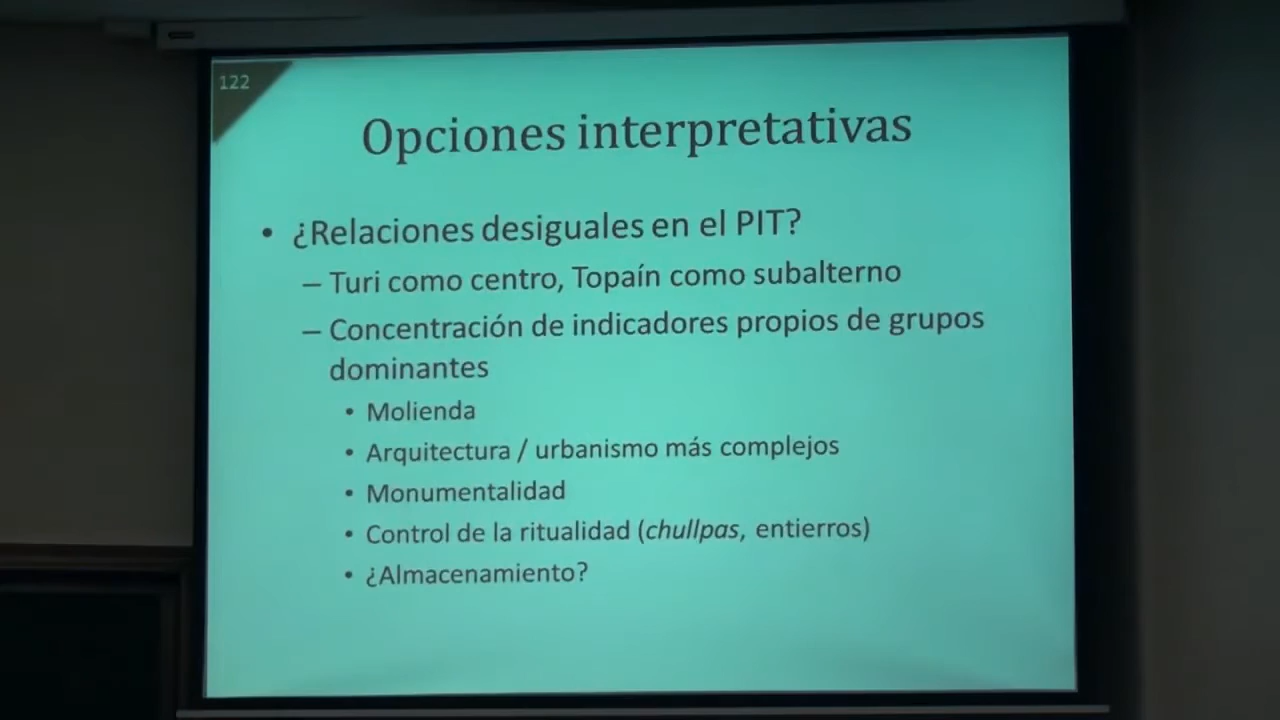 122
Opciones interpretativas
• ¿Relaciones desiguales en el PIT?
– Turi como centro, Topaín como subalterno
– Concentración de indicadores propios de grupos
dominantes
• Molienda
• Arquitectura / urbanismo más complejos
• Monumentalidad
• Control de la ritualidad (chullpas, entierros)
• ¿Almacenamiento?